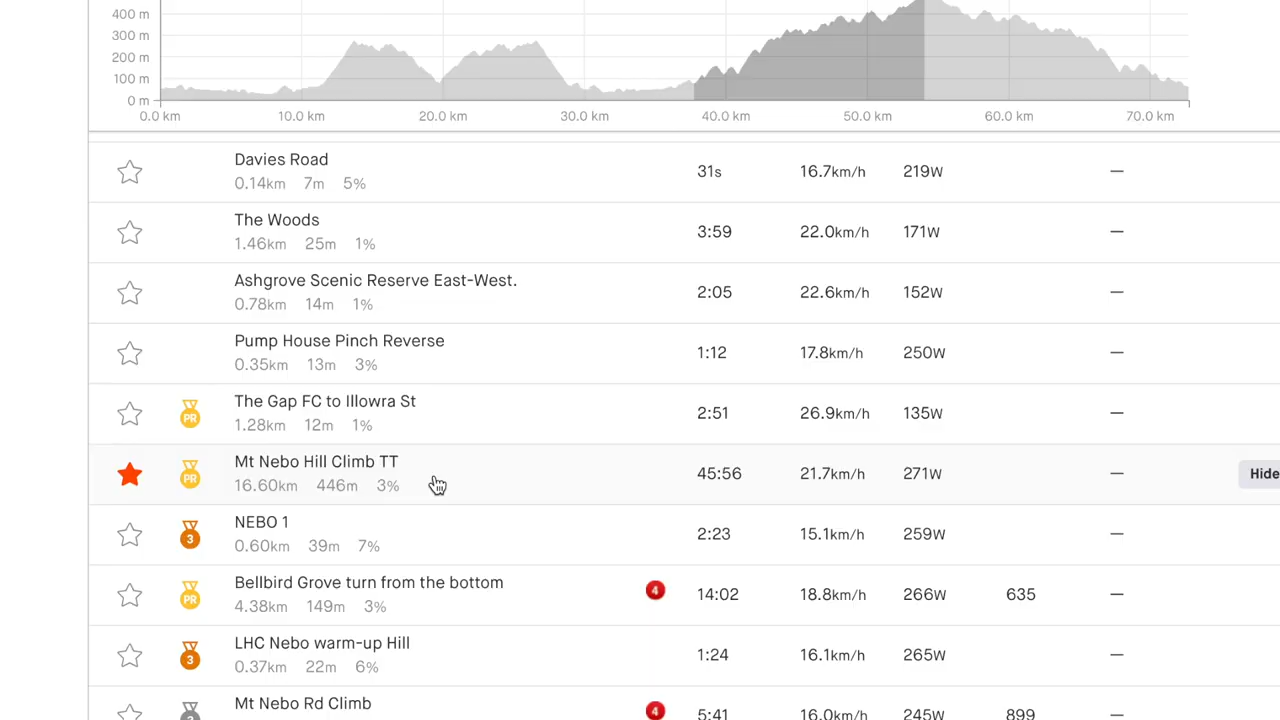 400 m
300 m
200 m
100 m
0 m
0.0 km 10.0 km 20.0 km 30.0 km 40.0 km 50.0 km 60.0 km 70.0 km
Davies Road
0.14km 7m 5%
31s 16.7km/h 219W —
The Woods
1.46km 25m 1%
3:59 22.0km/h 171W —
Ashgrove Scenic Reserve East-West.
0.78km 14m 1%
2:05 22.6km/h 152W —
Pump House Pinch Reverse
0.35km 13m 3%
1:12 17.8km/h 250W —
The Gap FC to Illowra St
1.28km 12m 1%
PR
2:51 26.9km/h 135W —
Mt Nebo Hill Climb TT
16.60km 446m 3%
PR
45:56 21.7km/h 271W — Hide
NEBO 1
0.60km 39m 7%
3
2:23 15.1km/h 259W —
Bellbird Grove turn from the bottom
4.38km 149m 3%
PR
4 14:02 18.8km/h 266W 635 —
LHC Nebo warm-up Hill
0.37km 22m 6%
3
1:24 16.1km/h 265W —
Mt Nebo Rd Climb
4 5:41 16.0km/h 245W 899 —